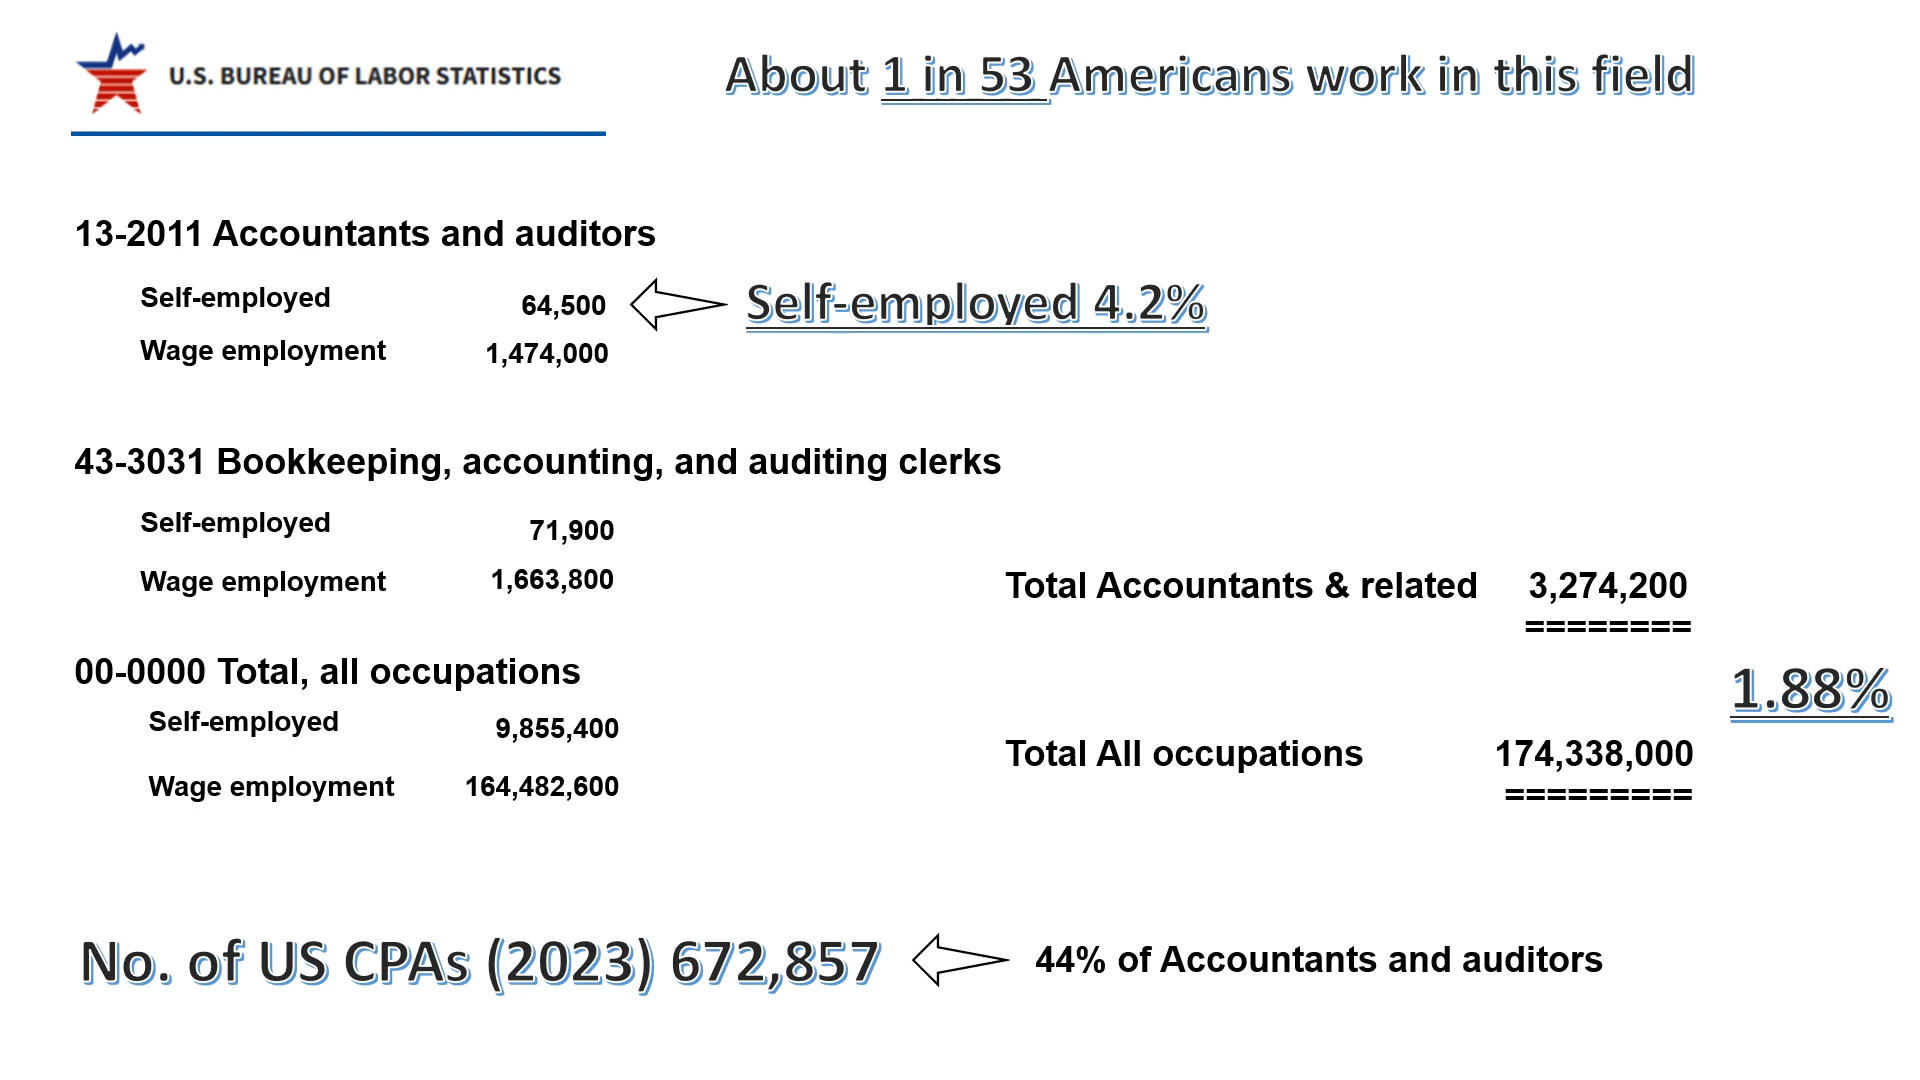 U.S. BUREAU OF LABOR STATISTICS
About 1 in 53 Americans work in this field
13-2011 Accountants and auditors
Self-employed 64,500
Self-employed 4.2%
Wage employment 1,474,000
43-3031 Bookkeeping, accounting, and auditing clerks
Self-employed 71,900
Wage employment 1,663,800
Total Accountants & related 3,274,200
========
00-0000 Total, all occupations
1.88%
Self-employed 9,855,400
Total All occupations 174,338,000
Wage employment 164,482,600
=========
No. of US CPAs (2023) 672,857
44% of Accountants and auditors